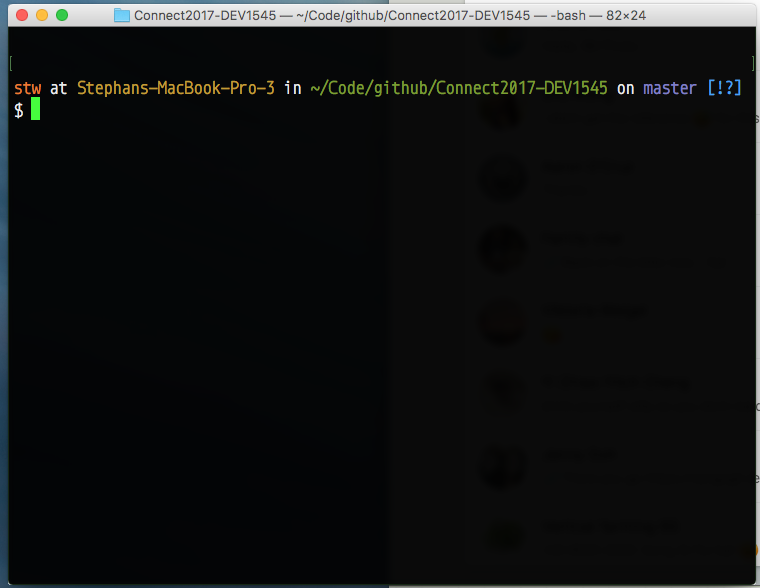 Connect2017-DEV1545 — ~/Code/github/Connect2017-DEV1545 — -bash — 82×24
[ ]
stw at Stephans-MacBook-Pro-3 in ~/Code/github/Connect2017-DEV1545 on master [!?]
$